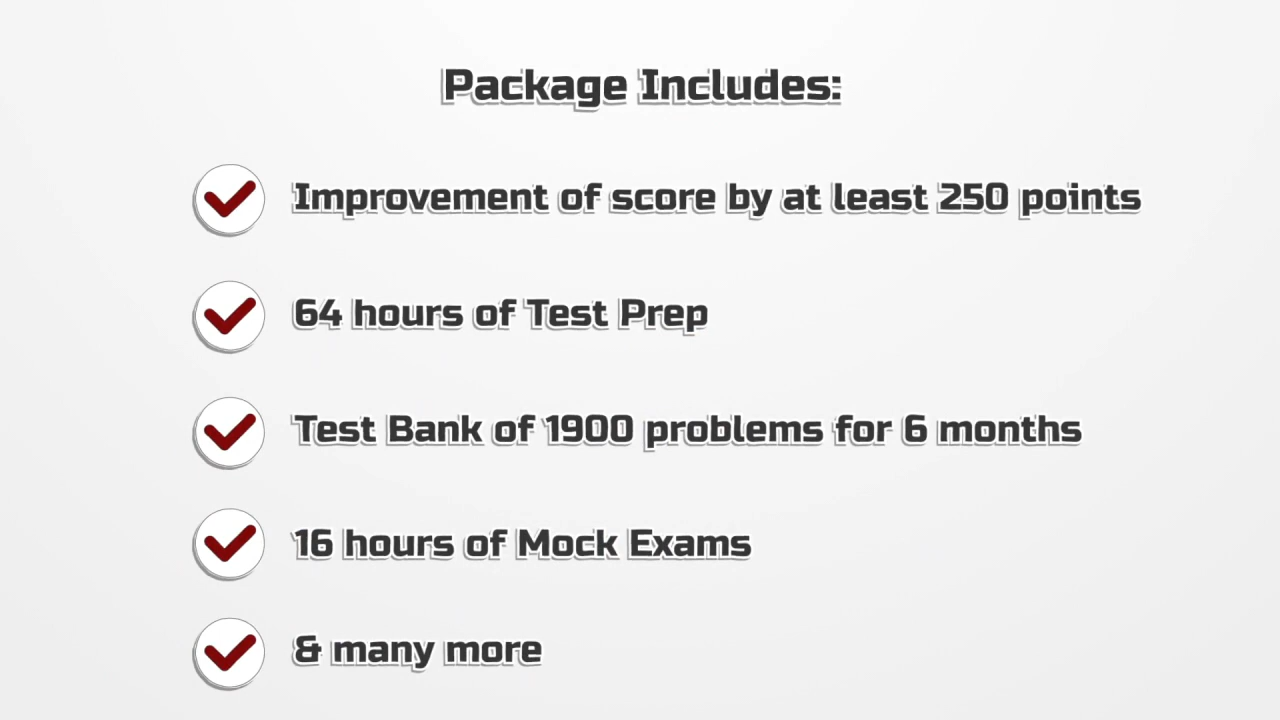 Package Includes:
Improvement of score by at least 250 points
64 hours of Test Prep
Test Bank of 1900 problems for 6 months
16 hours of Mock Exams
& many more